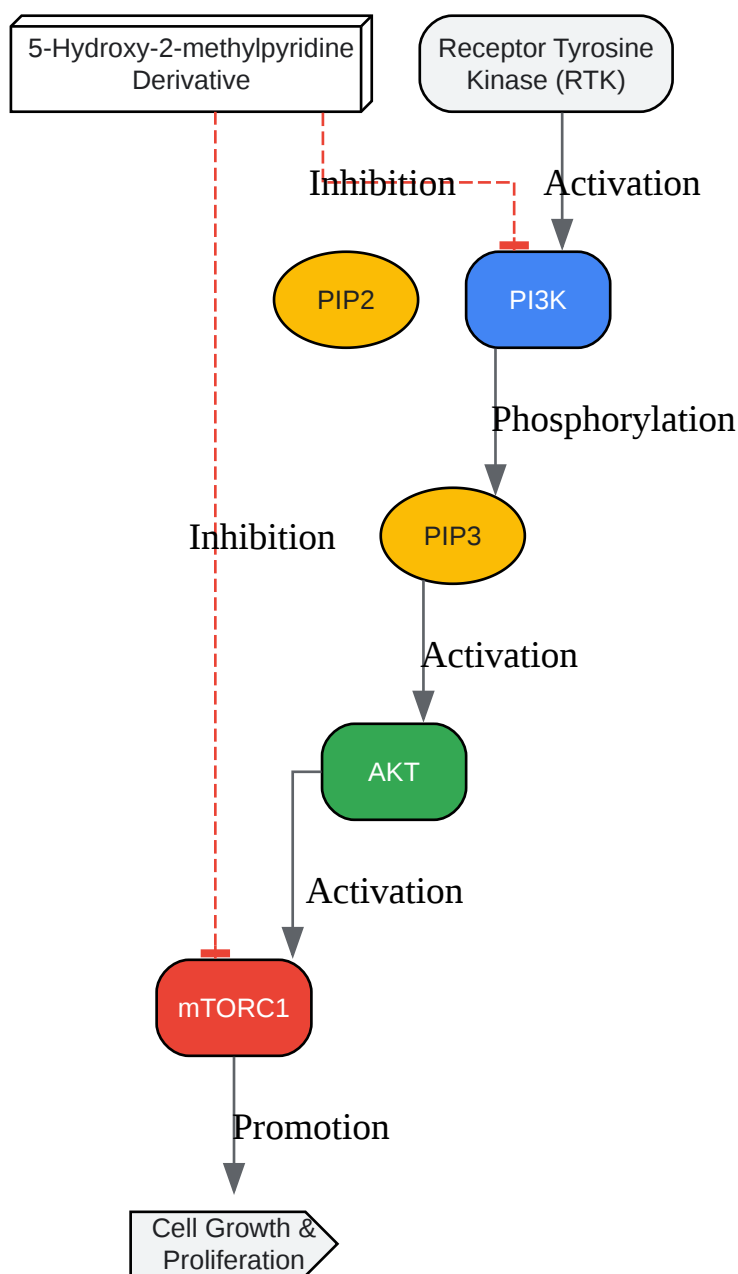 5-Hydroxy-2-methylpyridine
Derivative
Receptor Tyrosine
Kinase (RTK)
Inhibition
Activation
PIP2
PI3K
Phosphorylation
Inhibition
PIP3
Activation
AKT
Activation
mTORC1
Promotion
Cell Growth &
Proliferation